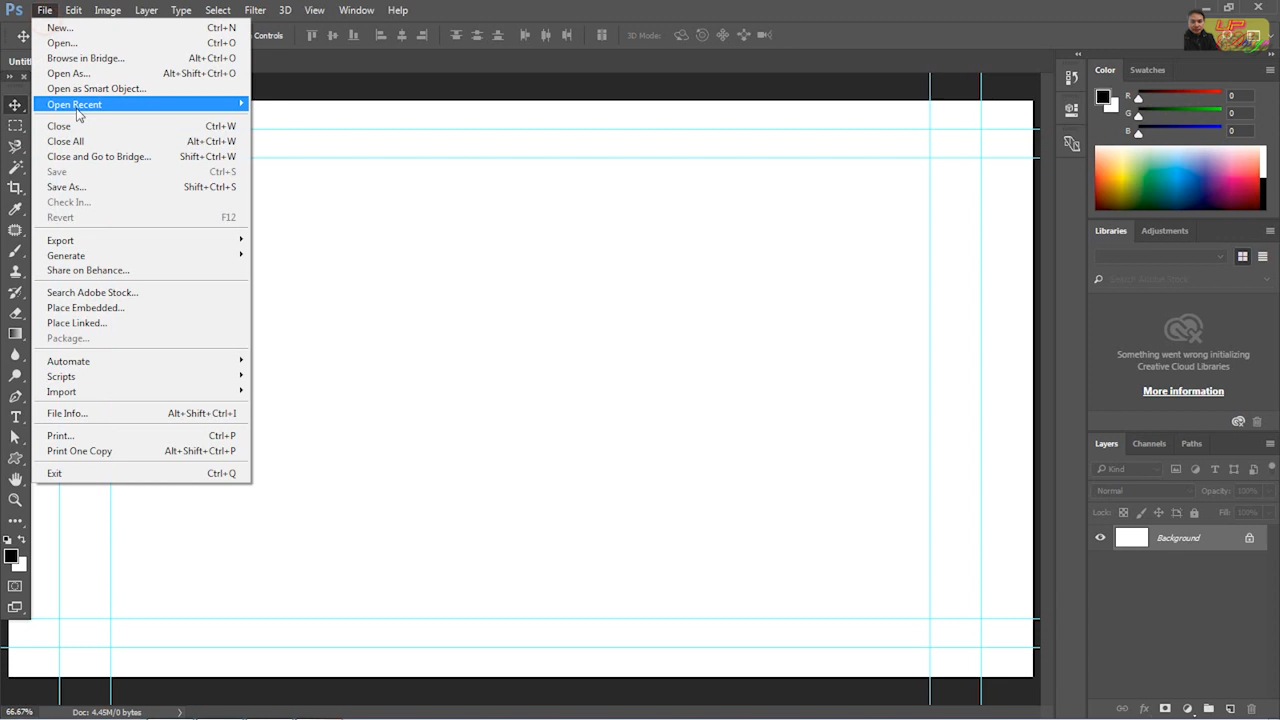 Ps File Edit Image Layer Type Select Filter 3D View Window Help
Controls 3D Mode:
New... Ctrl+N
Open... Ctrl+O
Browse in Bridge... Alt+Ctrl+O
Open As... Alt+Shift+Ctrl+O
Open as Smart Object...
Open Recent
Close Ctrl+W
Close All Alt+Ctrl+W
Close and Go to Bridge... Shift+Ctrl+W
Save Ctrl+S
Save As... Shift+Ctrl+S
Check In...
Revert F12
Export
Generate
Share on Behance...
Search Adobe Stock...
Place Embedded...
Place Linked...
Package...
Automate
Scripts
Import
File Info... Alt+Shift+Ctrl+I
Print... Ctrl+P
Print One Copy Alt+Shift+Ctrl+P
Exit Ctrl+Q
Color Swatches
R 0
G 0
B 0
Libraries Adjustments
Search Adobe Stock
Something went wrong initializing
Creative Cloud Libraries
More information
Layers Channels Paths
Kind
Normal Opacity: 100%
Lock: Fill: 100%
Background
66.67% Doc: 4.45M/0 bytes